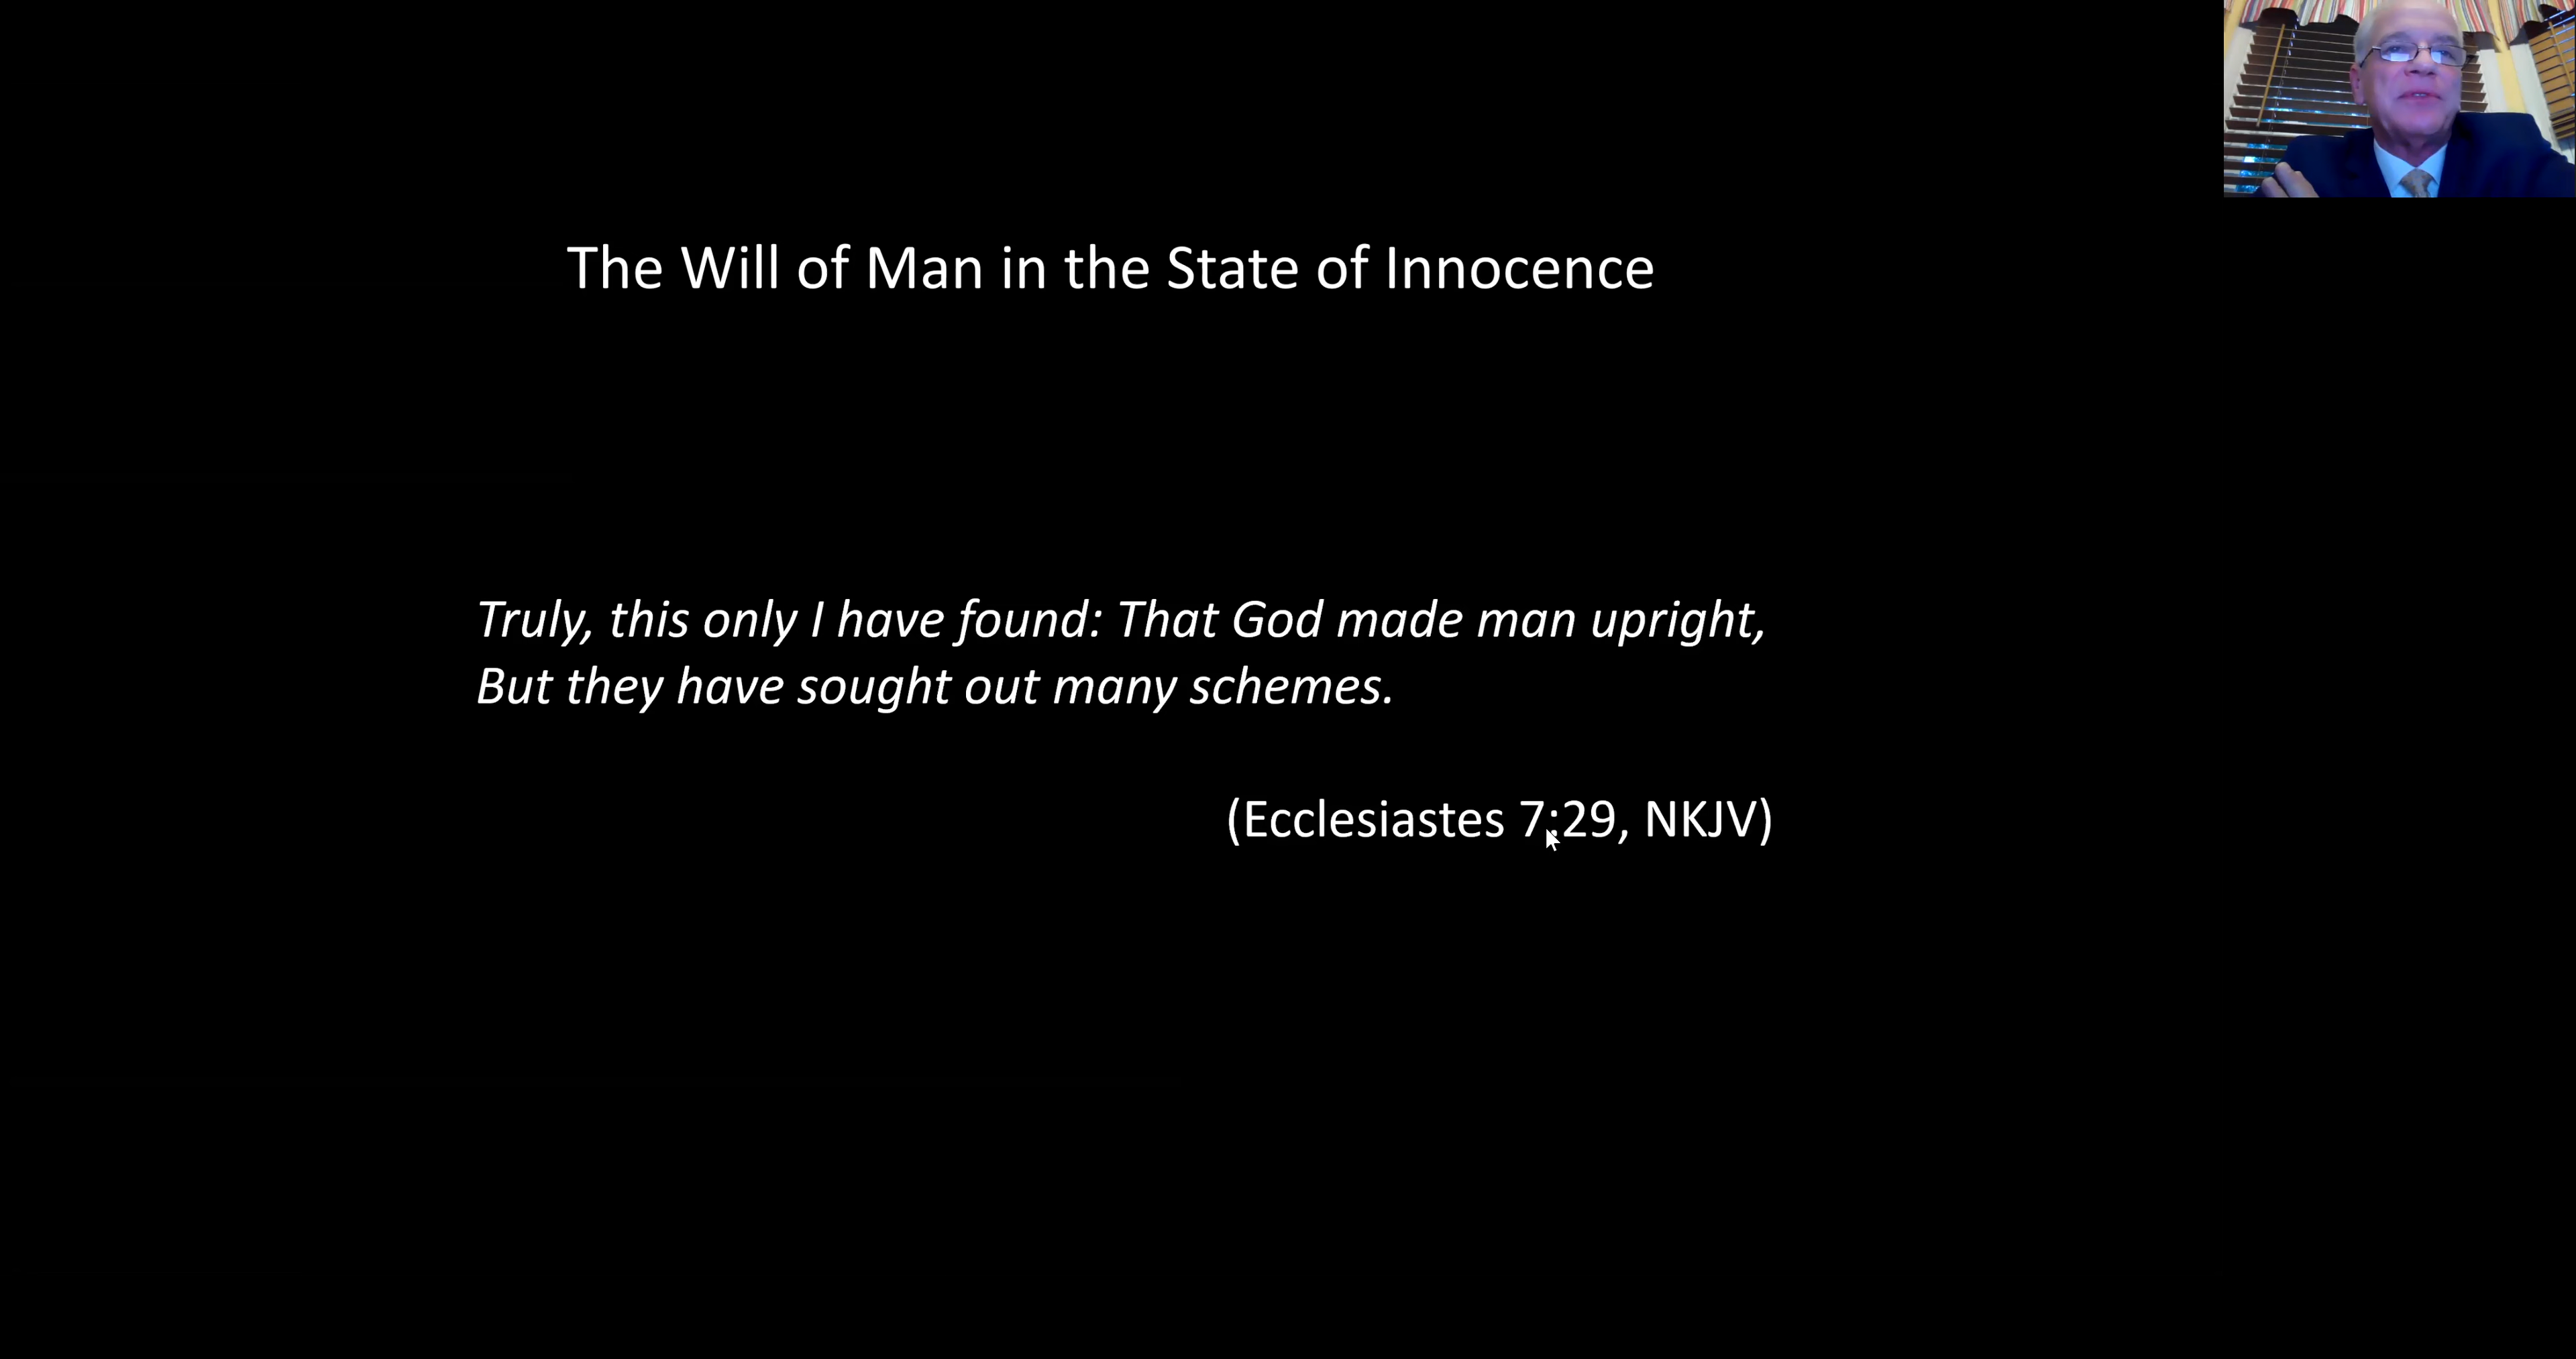 The Will of Man in the State of Innocence
Truly, this only I have found: That God made man upright,
But they have sought out many schemes.
(Ecclesiastes 7:29, NKJV)